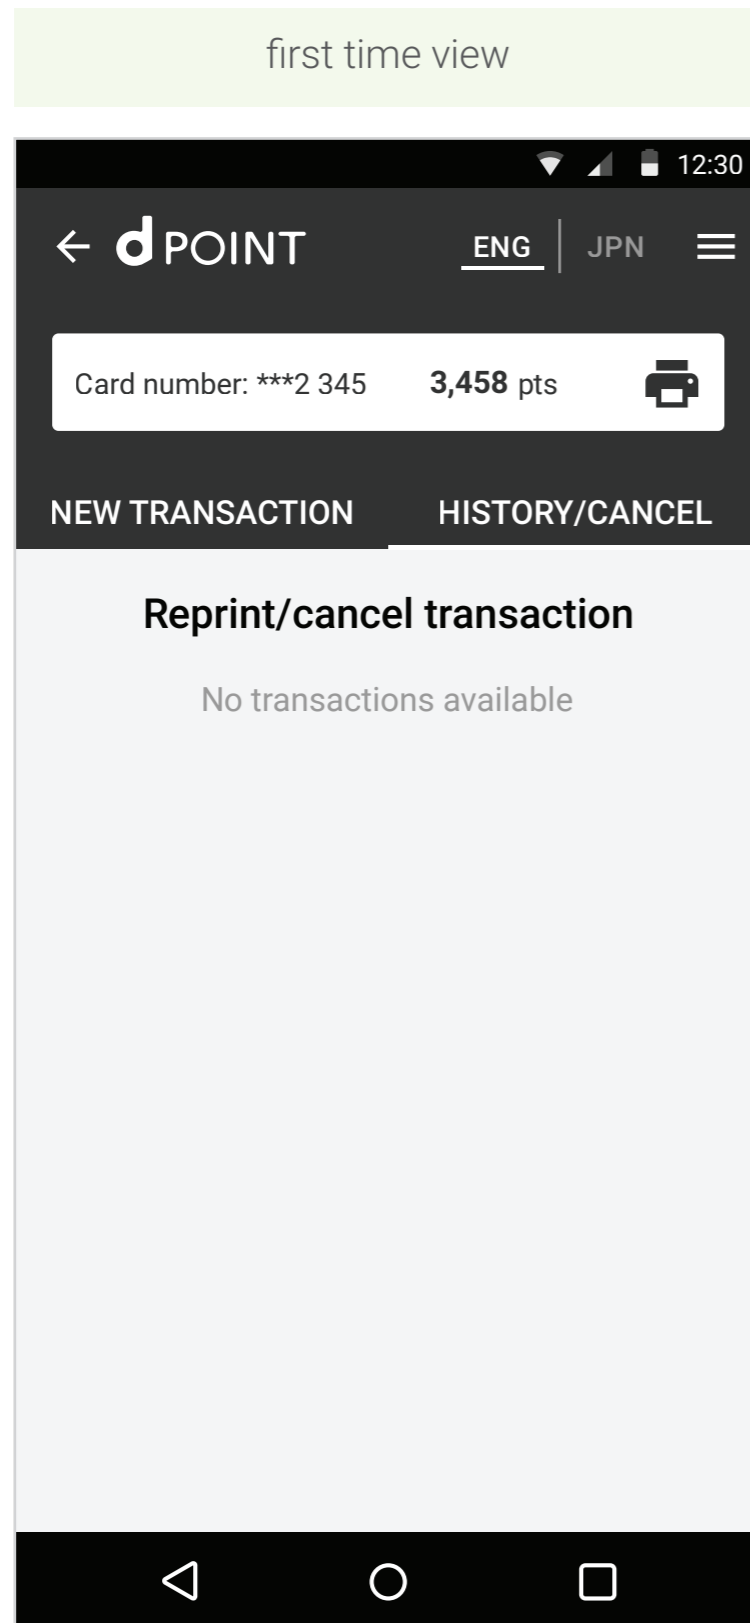 first time view
12:30
d POINT ENG JPN
Card number: ***2 345 3,458 pts
NEW TRANSACTION HISTORY/CANCEL
Reprint/cancel transaction
No transactions available